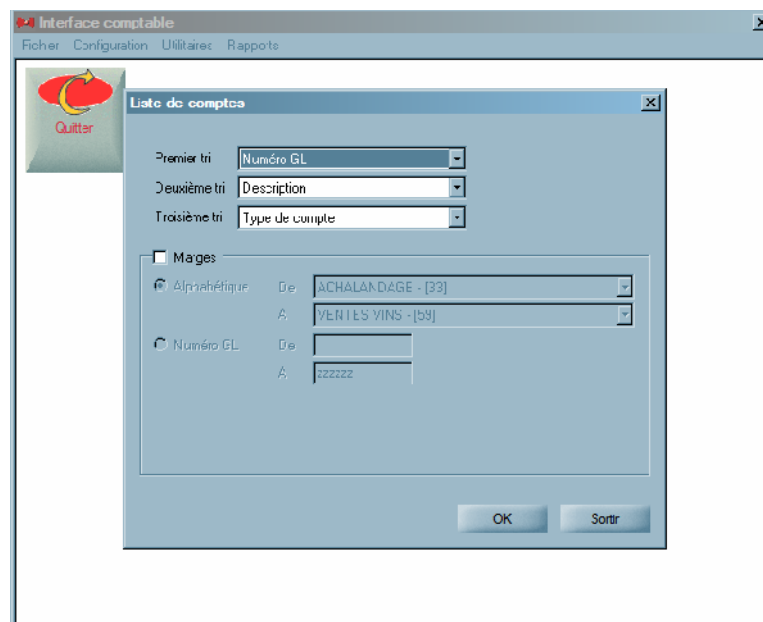 Interface comptable
Fichier Configuration Utilitaires Rapports
Quitter
Liste de comptes
Premier tri Numéro GL
Deuxième tri Description
Troisième tri Type de compte
Marges
Alphabétique De ACHALANDAGE - [33]
A VENTES VINS - [59]
Numéro GL De
A zzzzzz
OK Sortir